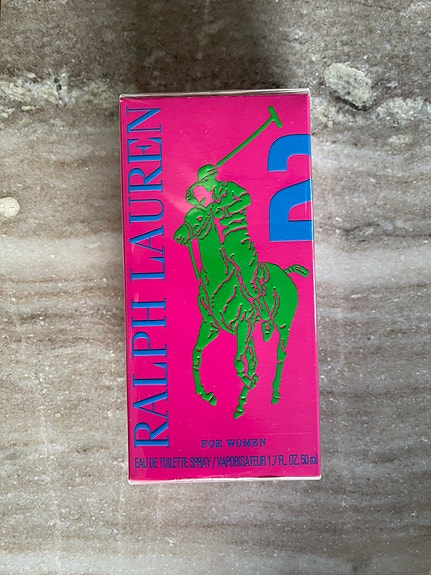 RALPH LAUREN
2
FOR WOMEN
EAU DE TOILETTE SPRAY / VAPORISATEUR 1.7 FL. OZ. 50 ml